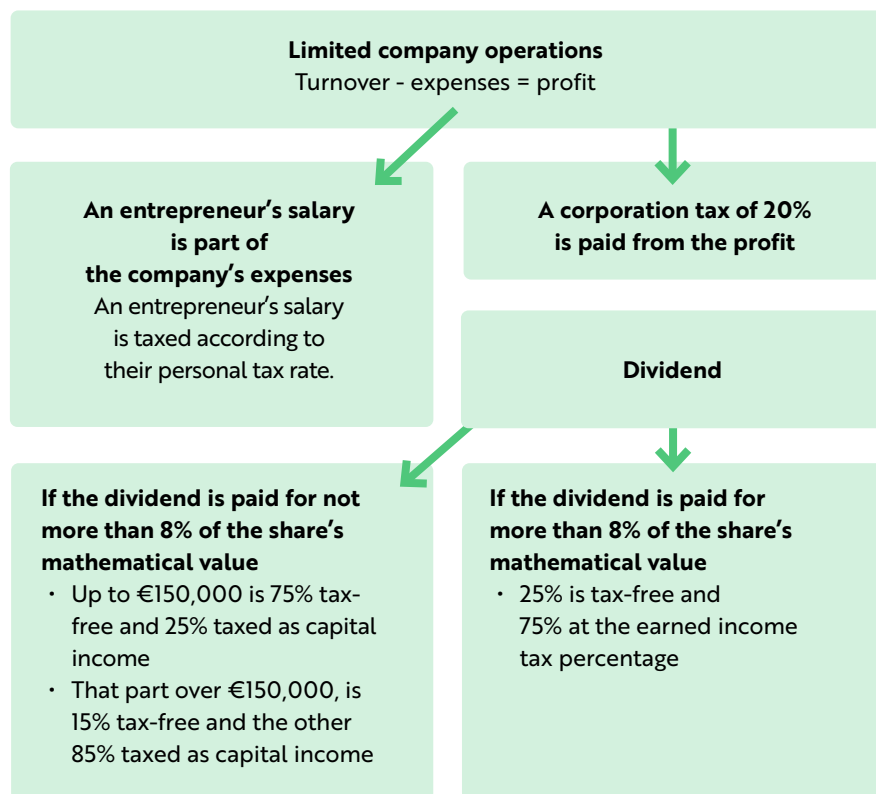 Limited company operations
Turnover - expenses = profit
An entrepreneur's salary
is part of
the company's expenses
An entrepreneur's salary
is taxed according to
their personal tax rate.
A corporation tax of 20%
is paid from the profit
Dividend
If the dividend is paid for not
more than 8% of the share's
mathematical value
· Up to €150,000 is 75% tax-
free and 25% taxed as capital
income
· That part over €150,000, is
15% tax-free and the other
85% taxed as capital income
If the dividend is paid for
more than 8% of the share's
mathematical value
· 25% is tax-free and
75% at the earned income
tax percentage